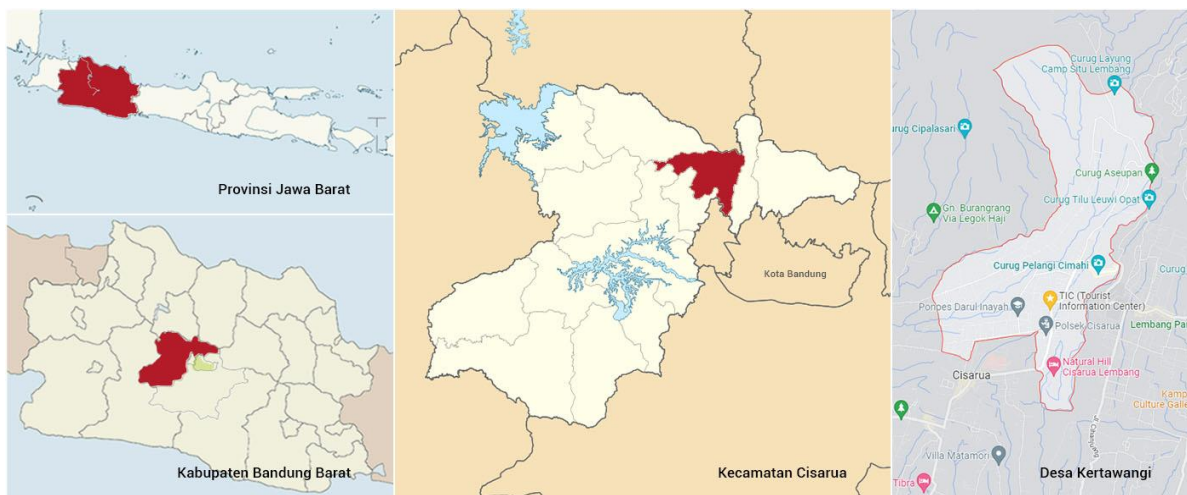 Provinsi Jawa Barat
Kabupaten Bandung Barat
Kota Bandung
Kecamatan Cisarua
Curug Layung
Camp Situ Lembang
urug Cipalasari
Curug Aseupan
Curug Tilu Leuwi Opat
Gn. Burangrang
Via Legok Haji
Curug Pelangi Cimahi
Curug
TIC (Tourist
Information Center)
Ponpes Darul Inayah
Polsek Cisarua
Lembang Pa
Natural Hill
Cisarua Lembang
Cisarua
Kamp
Culture Galle
Villa Matamori
Tibra
Desa Kertawangi